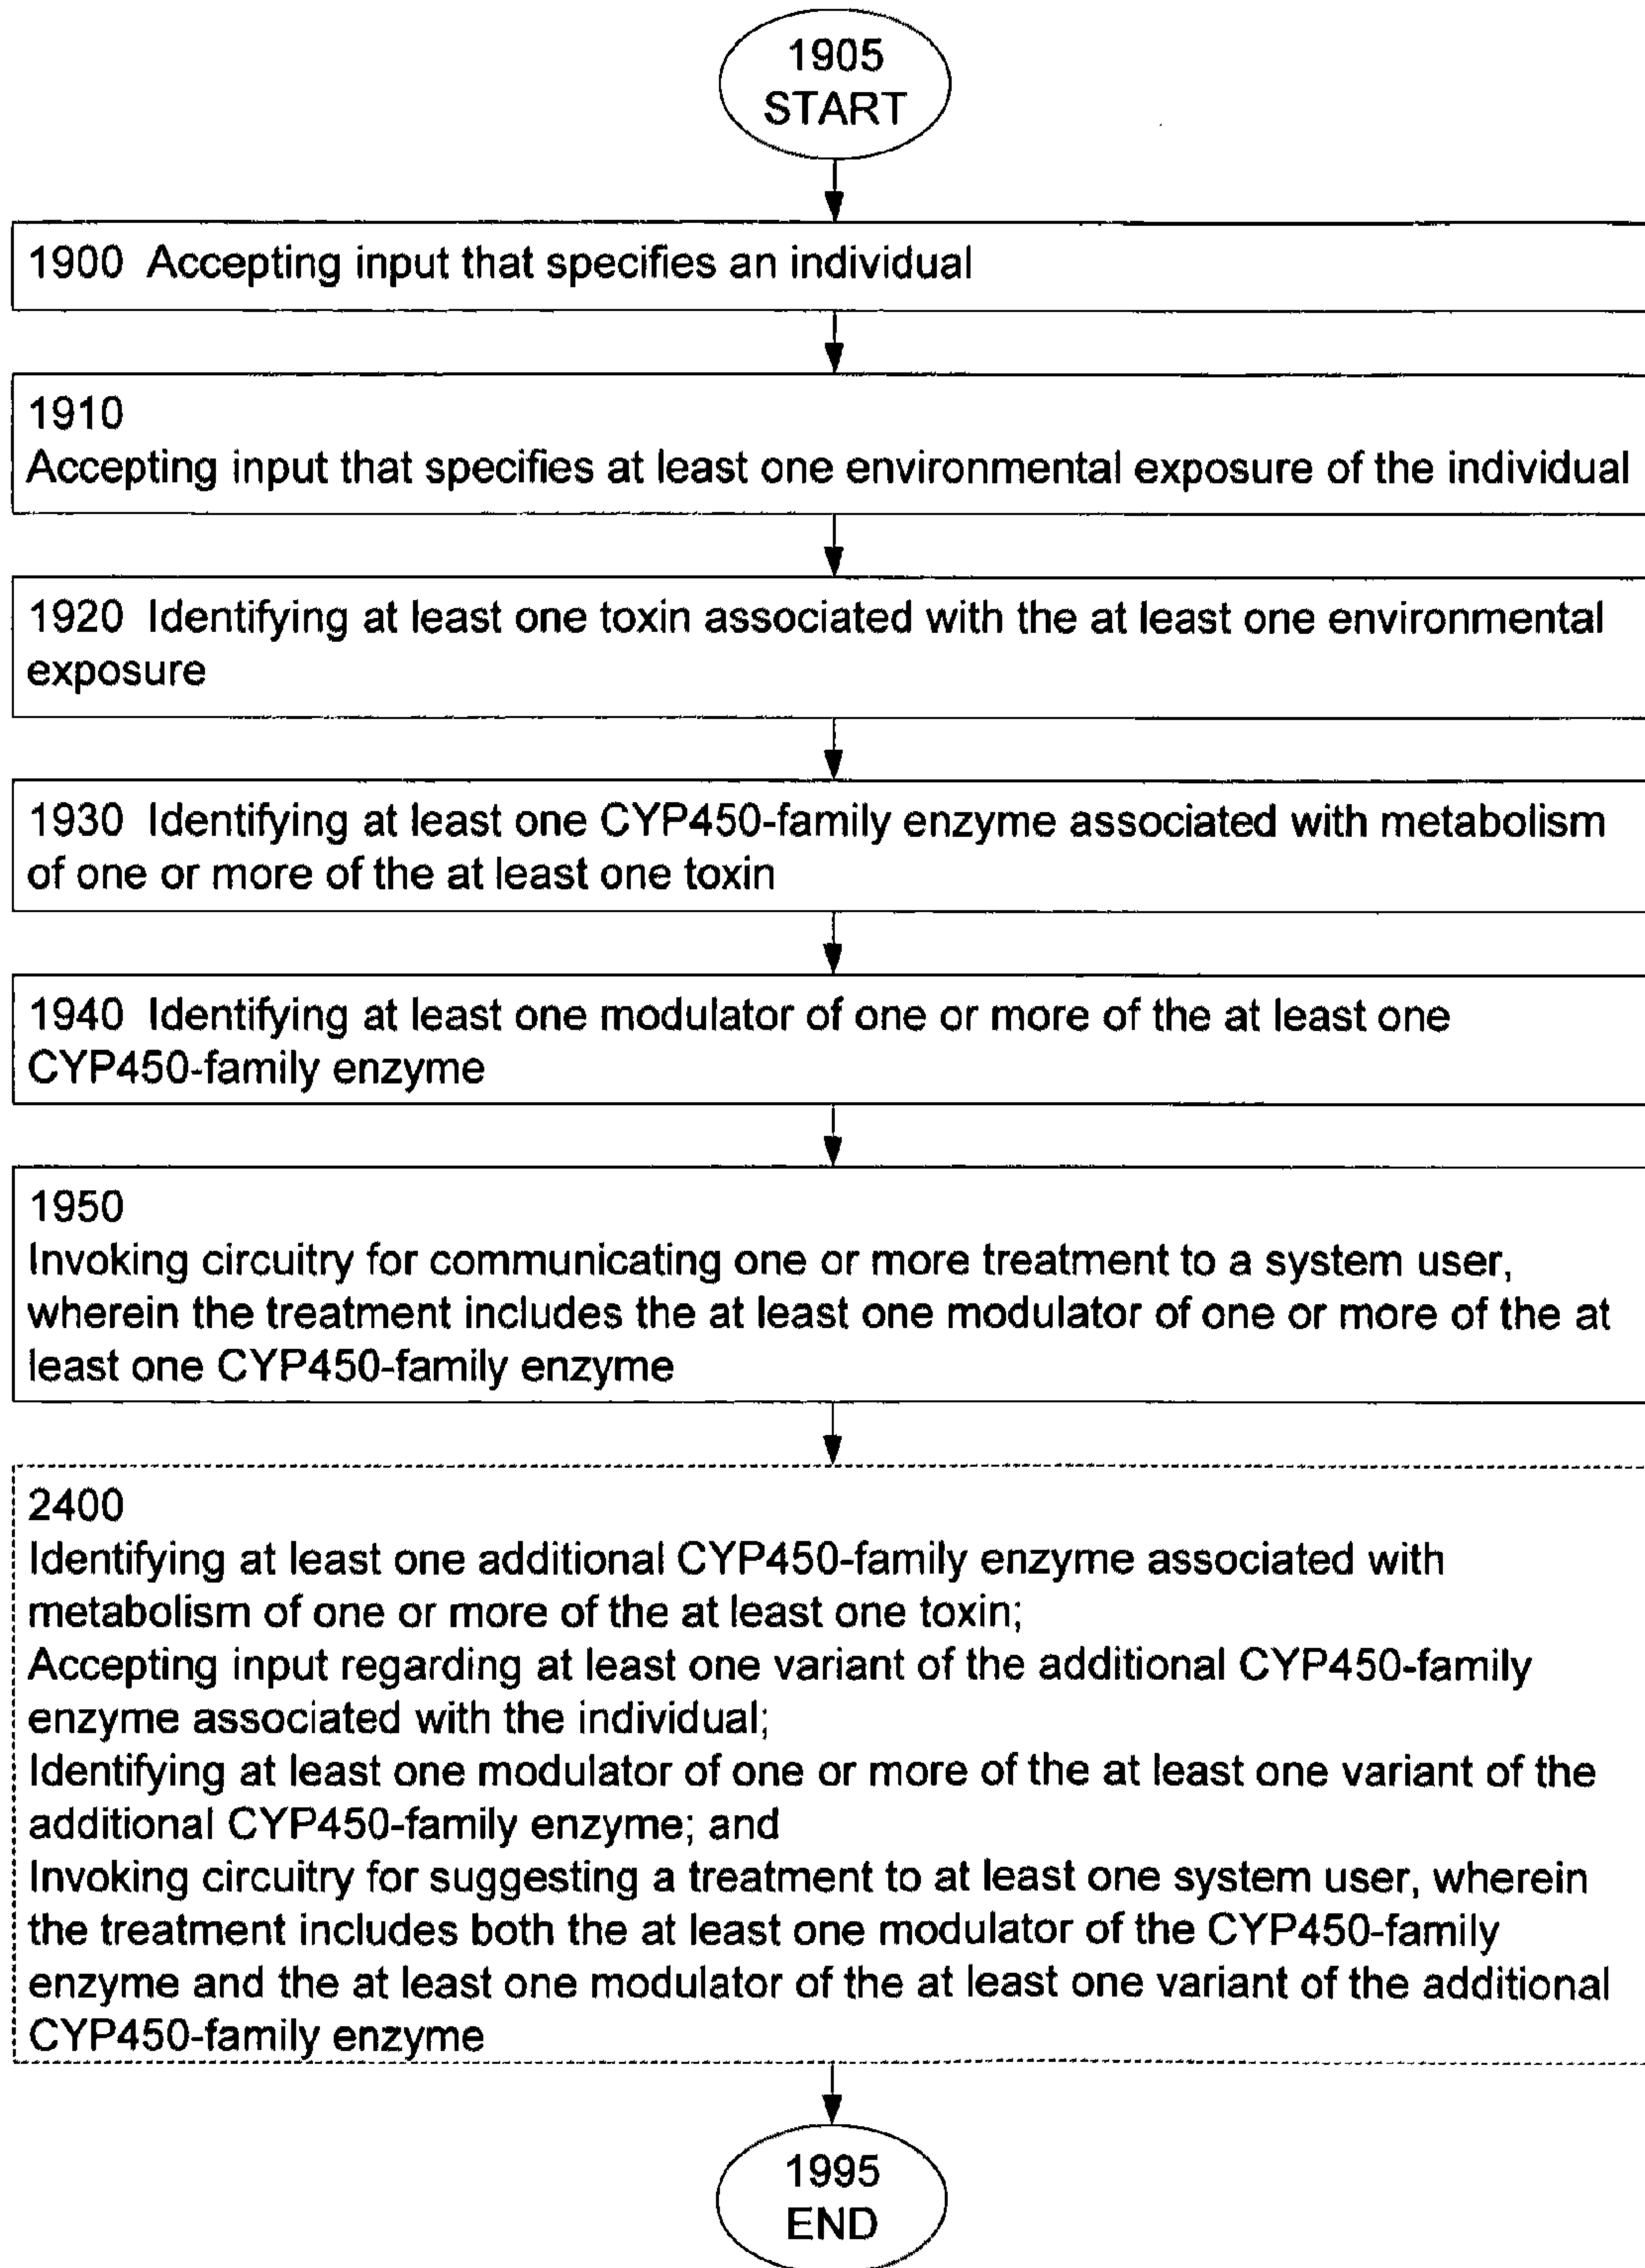 1905
START
1900 Accepting input that specifies an individual
1910
Accepting input that specifies at least one environmental exposure of the individual
1920 Identifying at least one toxin associated with the at least one environmental
exposure
1930 Identifying at least one CYP450-family enzyme associated with metabolism
of one or more of the at least one toxin
1940 Identifying at least one modulator of one or more of the at least one
CYP450-family enzyme
1950
Invoking circuitry for communicating one or more treatment to a system user,
wherein the treatment includes the at least one modulator of one or more of the at
least one CYP450-family enzyme
2400
Identifying at least one additional CYP450-family enzyme associated with
metabolism of one or more of the at least one toxin;
Accepting input regarding at least one variant of the additional CYP450-family
enzyme associated with the individual;
Identifying at least one modulator of one or more of the at least one variant of the
additional CYP450-family enzyme; and
Invoking circuitry for suggesting a treatment to at least one system user, wherein
the treatment includes both the at least one modulator of the CYP450-family
enzyme and the at least one modulator of the at least one variant of the additional
CYP450-family enzyme
1995
END